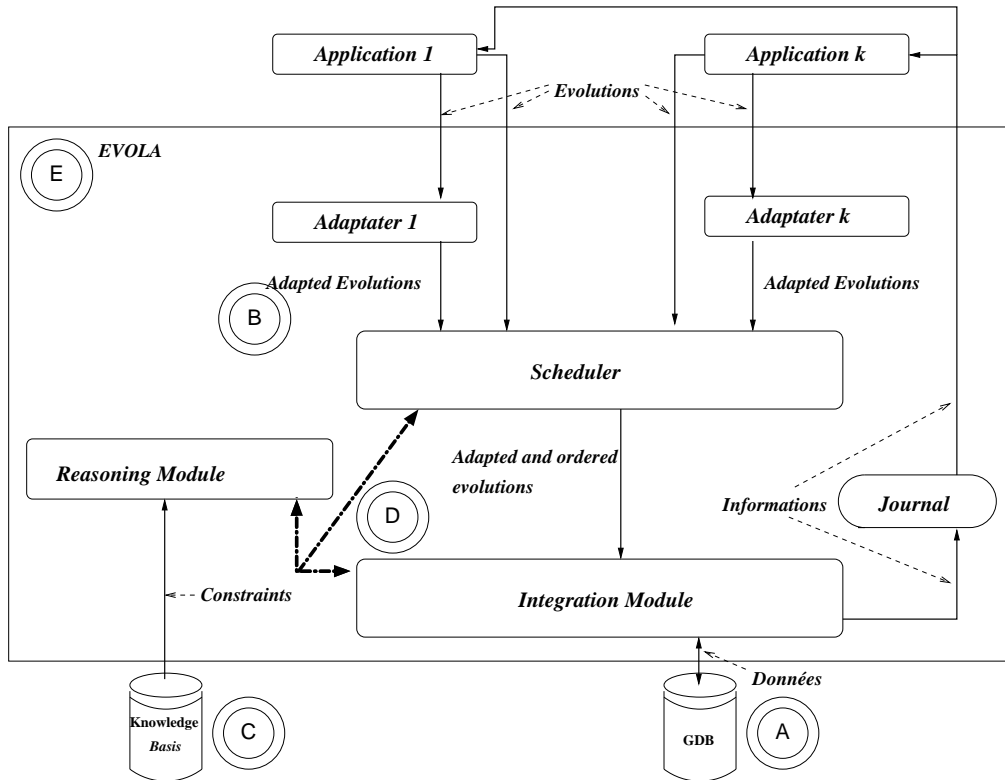 Application 1
Application k
Evolutions
EVOLA
E
Adaptater 1
Adaptater k
Adapted Evolutions
Adapted Evolutions
B
Scheduler
Adapted and ordered
evolutions
Reasoning Module
D
Informations
Journal
Constraints
Integration Module
Données
Knowledge
Basis
C
GDB
A